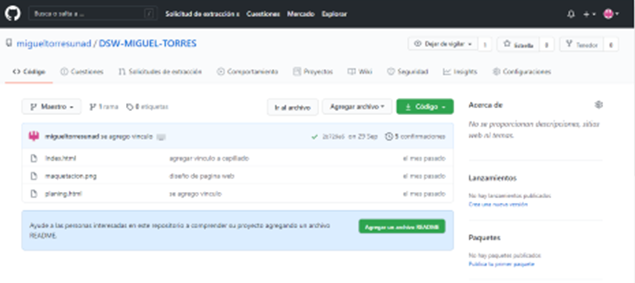 Busca o salta a ... / Solicitud de extracción s Cuestiones Mercado Explorar
migueltorresunad / DSW-MIGUEL-TORRES
Dejar de vigilar 1 Estrella 0 Tenedor 0
Código Cuestiones Solicitudes de extracción Comportamiento Proyectos Wiki Seguridad Insights Configuraciones
Maestro 1 rama 0 etiquetas Ir al archivo Agregar archivo Código
Acerca de
No se proporcionan descripciones, sitios
web ni temas.
migueltorresunad se agrego vinculo on 29 Sep 5 confirmaciones
index.html agregar vinculo a capillado el mes pasado
maquetacion.png diseño de pagina web el mes pasado
planing.html se agrego vinculo el mes pasado
Ayude a las personas interesadas en este repositorio a comprender su proyecto agregando un archivo
README.
Agregar un archivo README
Lanzamientos
No hay lanzamientos publicados
Crea una nueva versión
Paquetes
No hay paquetes publicados
Publica tu primer paquete